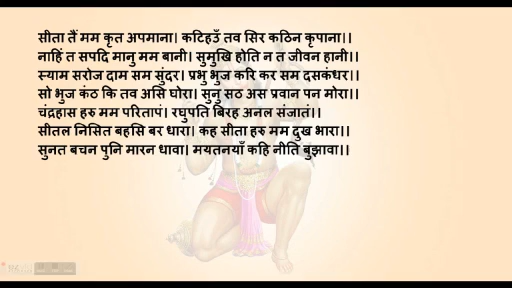 सीता तैं मम कृत अपमाना। कटिहउँ तव सिर कठिन कृपाना।।
नाहिं त सपदि मानु मम बानी। सुमुखि होति न त जीवन हानी।।
स्याम सरोज दाम सम सुंदर। प्रभु भुज करि कर सम दसकंधर।।
सो भुज कंठ कि तव असि घोरा। सुनु सठ अस प्रवान पन मोरा।।
चंद्रहास हरु मम परितापं। रघुपति बिरह अनल संजातं।।
सीतल निसित बहसि बर धारा। कह सीता हरु मम दुख भारा।।
सुनत बचन पुनि मारन धावा। मयतनयाँ कहि नीति बुझावा।।